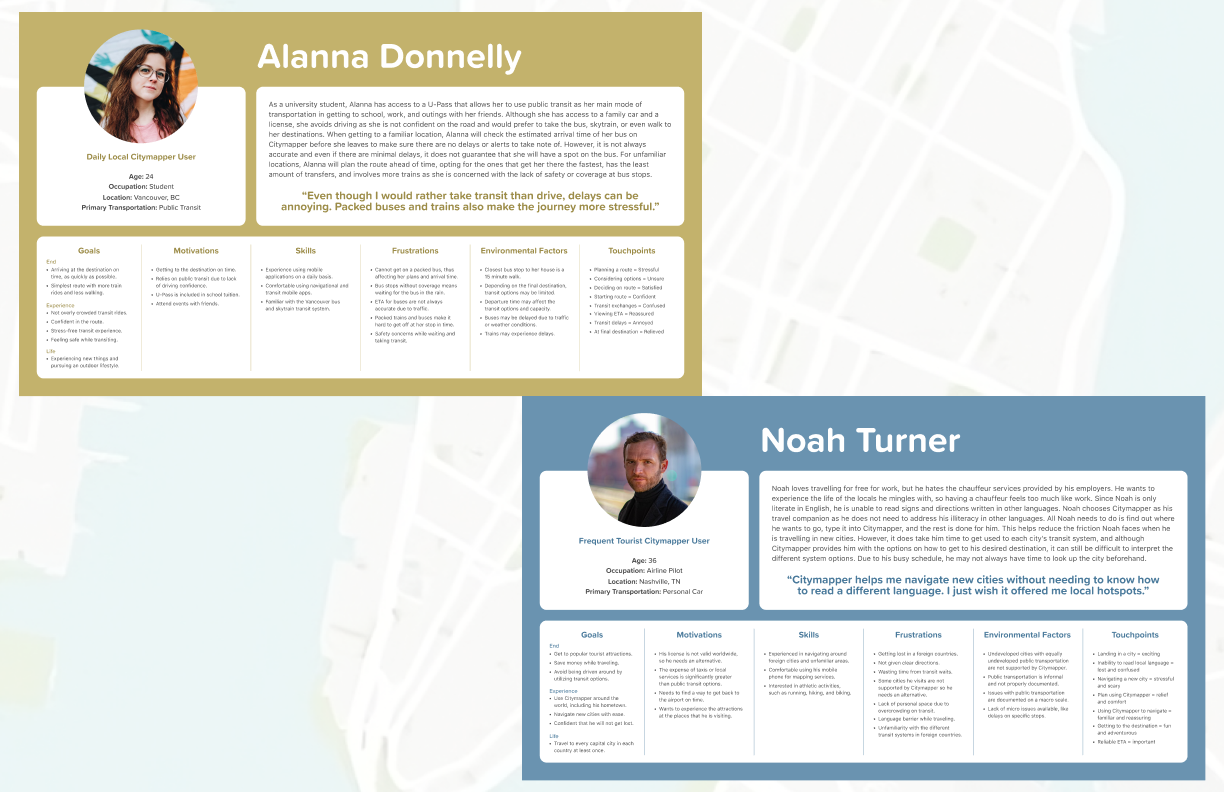 Alanna Donnelly
Daily Local Citymapper User
Age: 24
Occupation: Student
Location: Vancouver, BC
Primary Transportation: Public Transit
As a university student, Alanna has access to a U-Pass that allows her to use public transit as her main mode of
transportation in getting to school, work, and outings with her friends. Although she has access to a family car and a
license, she avoids driving as she is not confident on the road and would prefer to take the bus, skytrain, or even walk to
her destinations. When getting to a familiar location, Alanna will check the estimated arrival time of her bus on
Citymapper before she leaves to make sure there are no delays or alerts to take note of. However, it is not always
accurate and even if there are minimal delays, it does not guarantee that she will have a spot on the bus. For unfamiliar
locations, Alanna will plan the route ahead of time, opting for the ones that get her there the fastest, has the least
amount of transfers, and involves more trains as she is concerned with the lack of safety or coverage at bus stops.
“Even though I would rather take transit than drive, delays can be
annoying. Packed buses and trains also make the journey more stressful.”
Goals
End
• Arriving at the destination on
time, as quickly as possible.
• Simplest route with more train
rides and less walking.
Experience
• Not overly crowded transit rides.
• Confident in the route.
• Stress-free transit experience.
• Feeling safe while transiting.
Life
• Experiencing new things and
pursuing an outdoor lifestyle.
Motivations
• Getting to the destination on time.
• Relies on public transit due to lack
of driving confidence.
• U-Pass is included in school tuition.
• Attend events with friends.
Skills
• Experience using mobile
applications on a daily basis.
• Comfortable using navigational and
transit mobile apps.
• Familiar with the Vancouver bus
and skytrain transit system.
Frustrations
• Cannot get on a packed bus, thus
affecting her plans and arrival time.
• Bus stops without coverage means
waiting for the bus in the rain.
• ETA for buses are not always
accurate due to traffic.
• Packed trains and buses make it
hard to get off at her stop in time.
• Safety concerns while waiting and
taking transit.
Environmental Factors
• Closest bus stop to her house is a
15 minute walk.
• Depending on the final destination,
transit options may be limited.
• Departure time may affect the
transit options and capacity.
• Buses may be delayed due to traffic
or weather conditions.
• Trains may experience delays.
Touchpoints
• Planning a route = Stressful
• Considering options = Unsure
• Deciding on route = Satisfied
• Starting route = Confident
• Transit exchanges = Confused
• Viewing ETA = Reassured
• Transit delays = Annoyed
• At final destination = Relieved
Noah Turner
Frequent Tourist Citymapper User
Age: 36
Occupation: Airline Pilot
Location: Nashville, TN
Primary Transportation: Personal Car
Noah loves travelling for free for work, but he hates the chauffeur services provided by his employers. He wants to
experience the life of the locals he mingles with, so having a chauffeur feels too much like work. Since Noah is only
literate in English, he is unable to read signs and directions written in other languages. Noah chooses Citymapper as his
travel companion as he does not need to address his illiteracy in other languages. All Noah needs to do is find out where
he wants to go, type it into Citymapper, and the rest is done for him. This helps reduce the friction Noah faces when he
is travelling in new cities. However, it does take him time to get used to each city’s transit system, and although
Citymapper provides him with the options on how to get to his desired destination, it can still be difficult to interpret the
different system options. Due to his busy schedule, he may not always have time to look up the city beforehand.
“Citymapper helps me navigate new cities without needing to know how
to read a different language. I just wish it offered me local hotspots.”
Goals
End
• Get to popular tourist attractions.
• Save money while traveling.
• Avoid being driven around by
utilizing transit options.
Experience
• Use Citymapper around the
world, including his hometown.
• Navigate new cities with ease.
• Confident that he will not get lost.
Life
• Travel to every capital city in each
country at least once.
Motivations
• His license is not valid worldwide,
so he needs an alternative.
• The expense of taxis or local
services is significantly greater
than public transit options.
• Needs to find a way to get back to
the airport on time.
• Wants to experience the attractions
at the places that he is visiting.
Skills
• Experienced in navigating around
foreign cities and unfamiliar areas.
• Comfortable using his mobile
phone for mapping services.
• Interested in athletic activities,
such as running, hiking, and biking.
Frustrations
• Getting lost in a foreign countries.
• Not given clear directions.
• Wasting time from transit waits.
• Some cities he visits are not
supported by Citymapper so he
needs an alternative.
• Lack of personal space due to
overcrowding on transit.
• Language barrier while traveling.
• Unfamiliarity with the different
transit systems in foreign countries.
Environmental Factors
• Undeveloped cities with equally
undeveloped public transportation
are not supported by Citymapper.
• Public transportation is informal
and not properly documented.
• Issues with public transportation
are documented on a macro scale.
• Lack of micro issues available, like
delays on specific stops.
Touchpoints
• Landing in a city = exciting
• Inability to read local language =
lost and confused
• Navigating a new city = stressful
and scary
• Plan using Citymapper = relief
and comfort
• Using Citymapper to navigate =
familiar and reassuring
• Getting to the destination = fun
and adventorous
• Reliable ETA = important